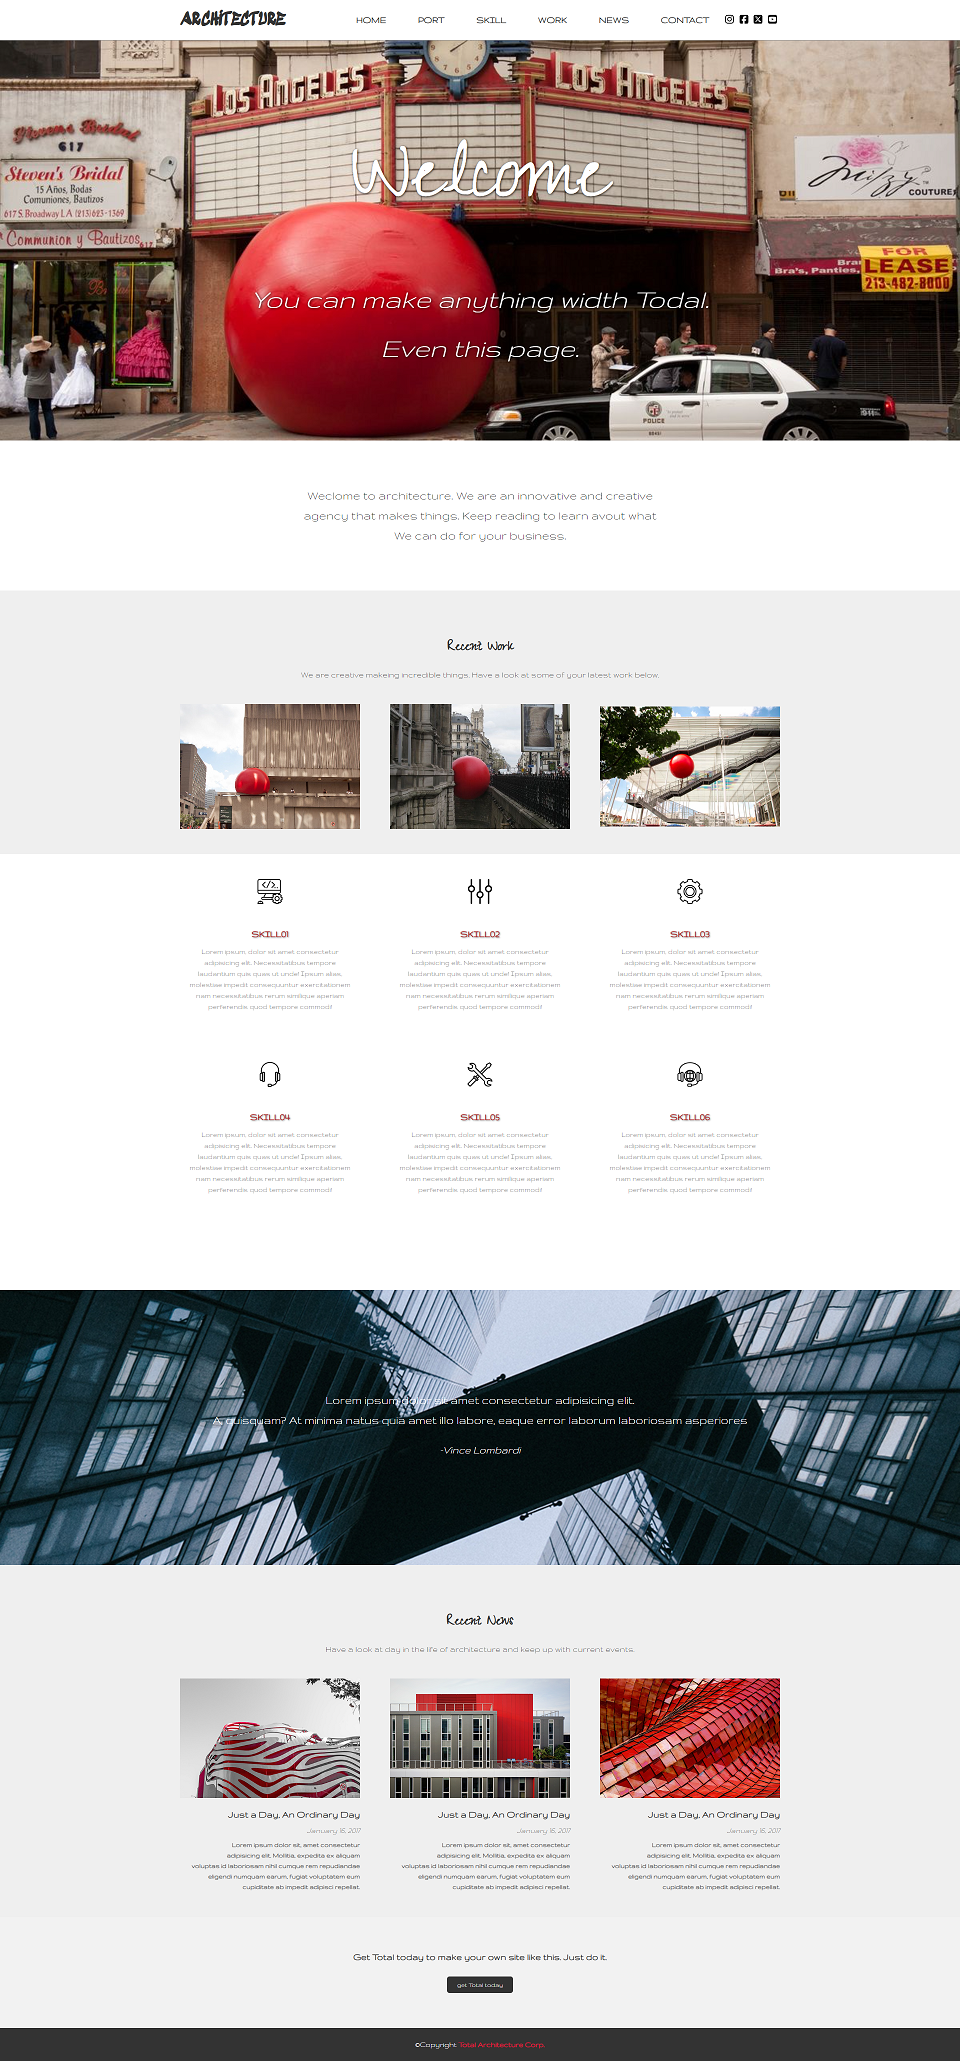 ARCHITECTURE
HOME PORT SKILL WORK NEWS CONTACT
LOS ANGELES
LOS ANGELES
Steven's Bridal
617
Steven's Bridal
15 Años, Bodas
Comuniones, Bautizos
617 S. Broadway LA (213)623-1369
Communion y Bautizos
617
Mizzy
COUTURE
FOR
LEASE
213-482-8000
Bra's, Panties,
POLICE
Welcome
You can make anything width Todal.
Even this page.
Weclome to architecture. We are an innovative and creative
agency that makes things. Keep reading to learn avout what
We can do for your business.
Recent Work
We are creative makeing incredible things. Have a look at some of your latest work below.
SKILL01
Lorem ipsum, dolor sit amet consectetur
adipisicing elit. Necessitatibus tempore
laudantium quis quas ut unde! Ipsum alias,
molestiae impedit consequuntur exercitationem
nam necessitatibus rerum similique aperiam
perferendis, quod tempore commodi!
SKILL02
Lorem ipsum, dolor sit amet consectetur
adipisicing elit. Necessitatibus tempore
laudantium quis quas ut unde! Ipsum alias,
molestiae impedit consequuntur exercitationem
nam necessitatibus rerum similique aperiam
perferendis, quod tempore commodi!
SKILL03
Lorem ipsum, dolor sit amet consectetur
adipisicing elit. Necessitatibus tempore
laudantium quis quas ut unde! Ipsum alias,
molestiae impedit consequuntur exercitationem
nam necessitatibus rerum similique aperiam
perferendis, quod tempore commodi!
SKILL04
Lorem ipsum, dolor sit amet consectetur
adipisicing elit. Necessitatibus tempore
laudantium quis quas ut unde! Ipsum alias,
molestiae impedit consequuntur exercitationem
nam necessitatibus rerum similique aperiam
perferendis, quod tempore commodi!
SKILL05
Lorem ipsum, dolor sit amet consectetur
adipisicing elit. Necessitatibus tempore
laudantium quis quas ut unde! Ipsum alias,
molestiae impedit consequuntur exercitationem
nam necessitatibus rerum similique aperiam
perferendis, quod tempore commodi!
SKILL06
Lorem ipsum, dolor sit amet consectetur
adipisicing elit. Necessitatibus tempore
laudantium quis quas ut unde! Ipsum alias,
molestiae impedit consequuntur exercitationem
nam necessitatibus rerum similique aperiam
perferendis, quod tempore commodi!
Lorem ipsum dolor sit amet consectetur adipisicing elit.
A, quisquam? At minima natus quia amet illo labore, eaque error laborum laboriosam asperiores
-Vince Lombardi
Recent News
Have a look at day in the life of architecture and keep up with current events.
Just a Day, An Ordinary Day
January 16, 2017
Lorem ipsum dolor sit, amet consectetur
adipisicing elit. Mollitia, expedita ex aliquam
voluptas id laboriosam nihil cumque rem repudiandae
eligendi numquam earum, fugiat voluptatem eum
cupiditate ab impedit adipisci repellat.
Just a Day, An Ordinary Day
January 16, 2017
Lorem ipsum dolor sit, amet consectetur
adipisicing elit. Mollitia, expedita ex aliquam
voluptas id laboriosam nihil cumque rem repudiandae
eligendi numquam earum, fugiat voluptatem eum
cupiditate ab impedit adipisci repellat.
Just a Day, An Ordinary Day
January 16, 2017
Lorem ipsum dolor sit, amet consectetur
adipisicing elit. Mollitia, expedita ex aliquam
voluptas id laboriosam nihil cumque rem repudiandae
eligendi numquam earum, fugiat voluptatem eum
cupiditate ab impedit adipisci repellat.
Get Total today to make your own site like this. Just do it.
get Total today
©Copyright Total Architecture Corp.